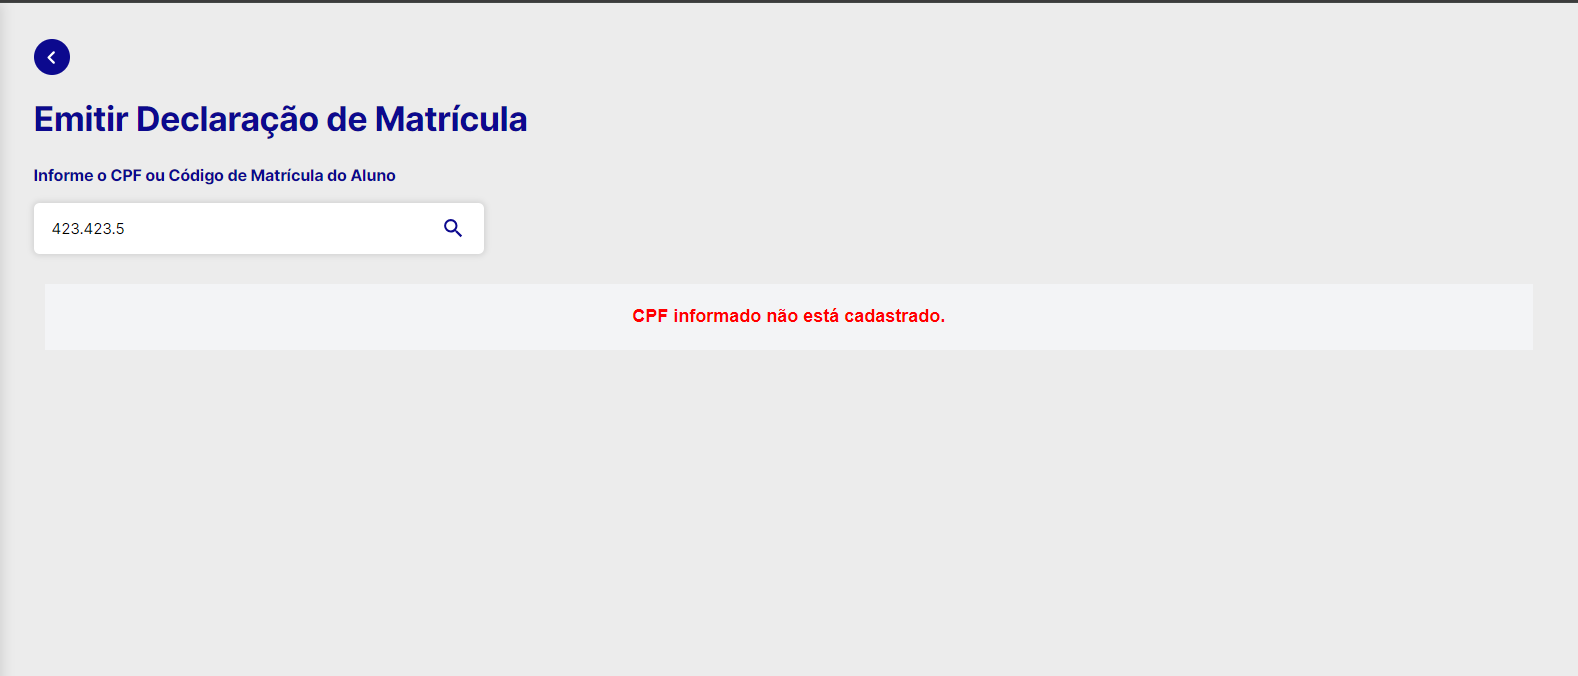 Emitir Declaração de Matrícula
Informe o CPF ou Código de Matrícula do Aluno
423.423.5
CPF informado não está cadastrado.